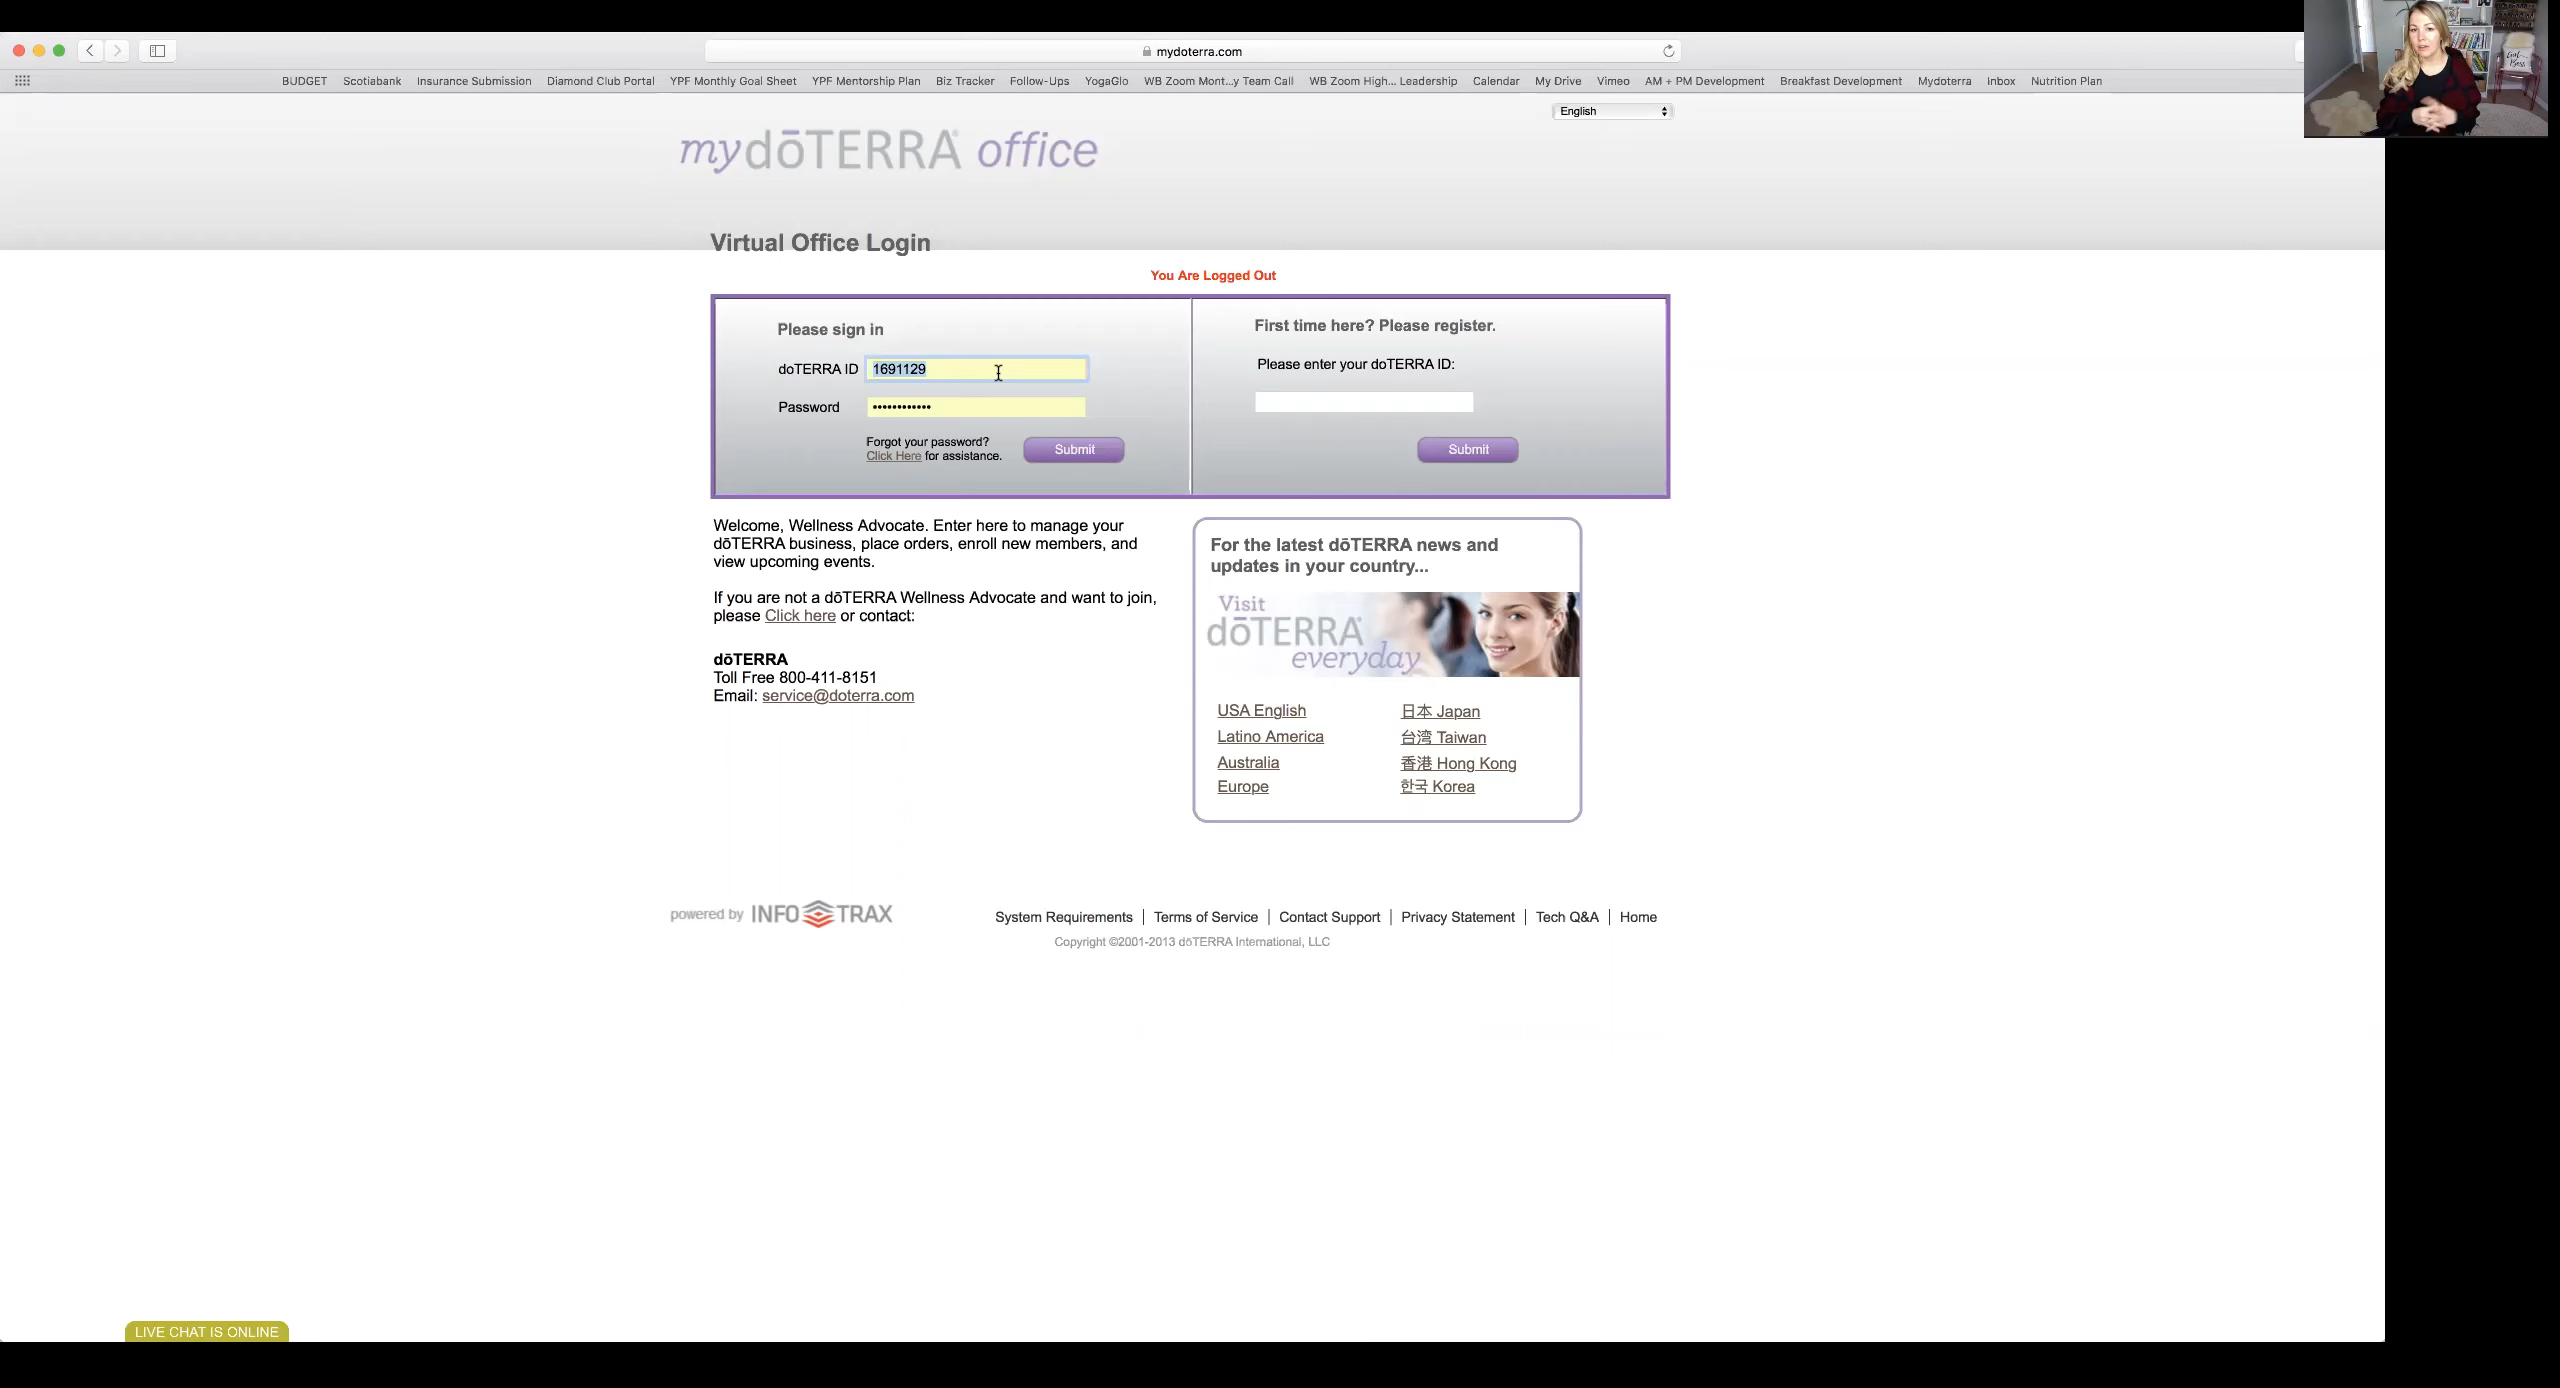 mydoterra.com
BUDGET Scotiabank Insurance Submission Diamond Club Portal YPF Monthly Goal Sheet YPF Mentorship Plan Biz Tracker Follow-Ups YogaGlo WB Zoom Mont...y Team Call WB Zoom High... Leadership Calendar My Drive Vimeo AM + PM Development Breakfast Development Mydoterra Inbox Nutrition Plan
English
mydōTERRA® office
Virtual Office Login
You Are Logged Out
Please sign in
doTERRA ID 1691129
Password ••••••••••••
Forgot your password?
Click Here for assistance.
Submit
First time here? Please register.
Please enter your doTERRA ID:
Submit
Welcome, Wellness Advocate. Enter here to manage your
dōTERRA business, place orders, enroll new members, and
view upcoming events.
If you are not a dōTERRA Wellness Advocate and want to join,
please Click here or contact:
dōTERRA
Toll Free 800-411-8151
Email: service@doterra.com
For the latest dōTERRA news and
updates in your country...
Visit
dōTERRA®
everyday
USA English
Latino America
Australia
Europe
日本 Japan
台湾 Taiwan
香港 Hong Kong
한국 Korea
powered by INFOTRAX
System Requirements | Terms of Service | Contact Support | Privacy Statement | Tech Q&A | Home
Copyright ©2001-2013 dōTERRA International, LLC
LIVE CHAT IS ONLINE